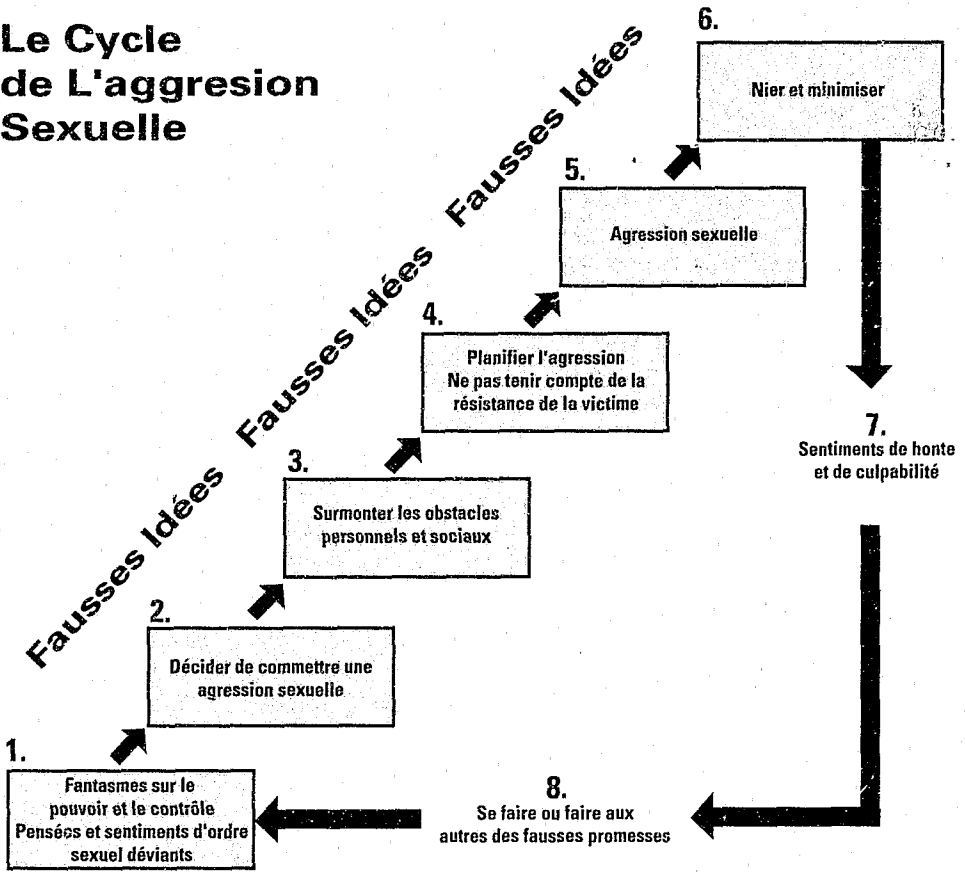 Le Cycle
de L'aggresion
Sexuelle
Fausses Idées Fausses Idées Fausses Idées
1.
Fantasmes sur le
pouvoir et le contrôle
Pensées et sentiments d'ordre
sexuel déviants
2.
Décider de commettre une
agression sexuelle
3.
Surmonter les obstacles
personnels et sociaux
4.
Planifier l'agression
Ne pas tenir compte de la
résistance de la victime
5.
Agression sexuelle
6.
Nier et minimiser
7.
Sentiments de honte
et de culpabilité
8.
Se faire ou faire aux
autres des fausses promesses